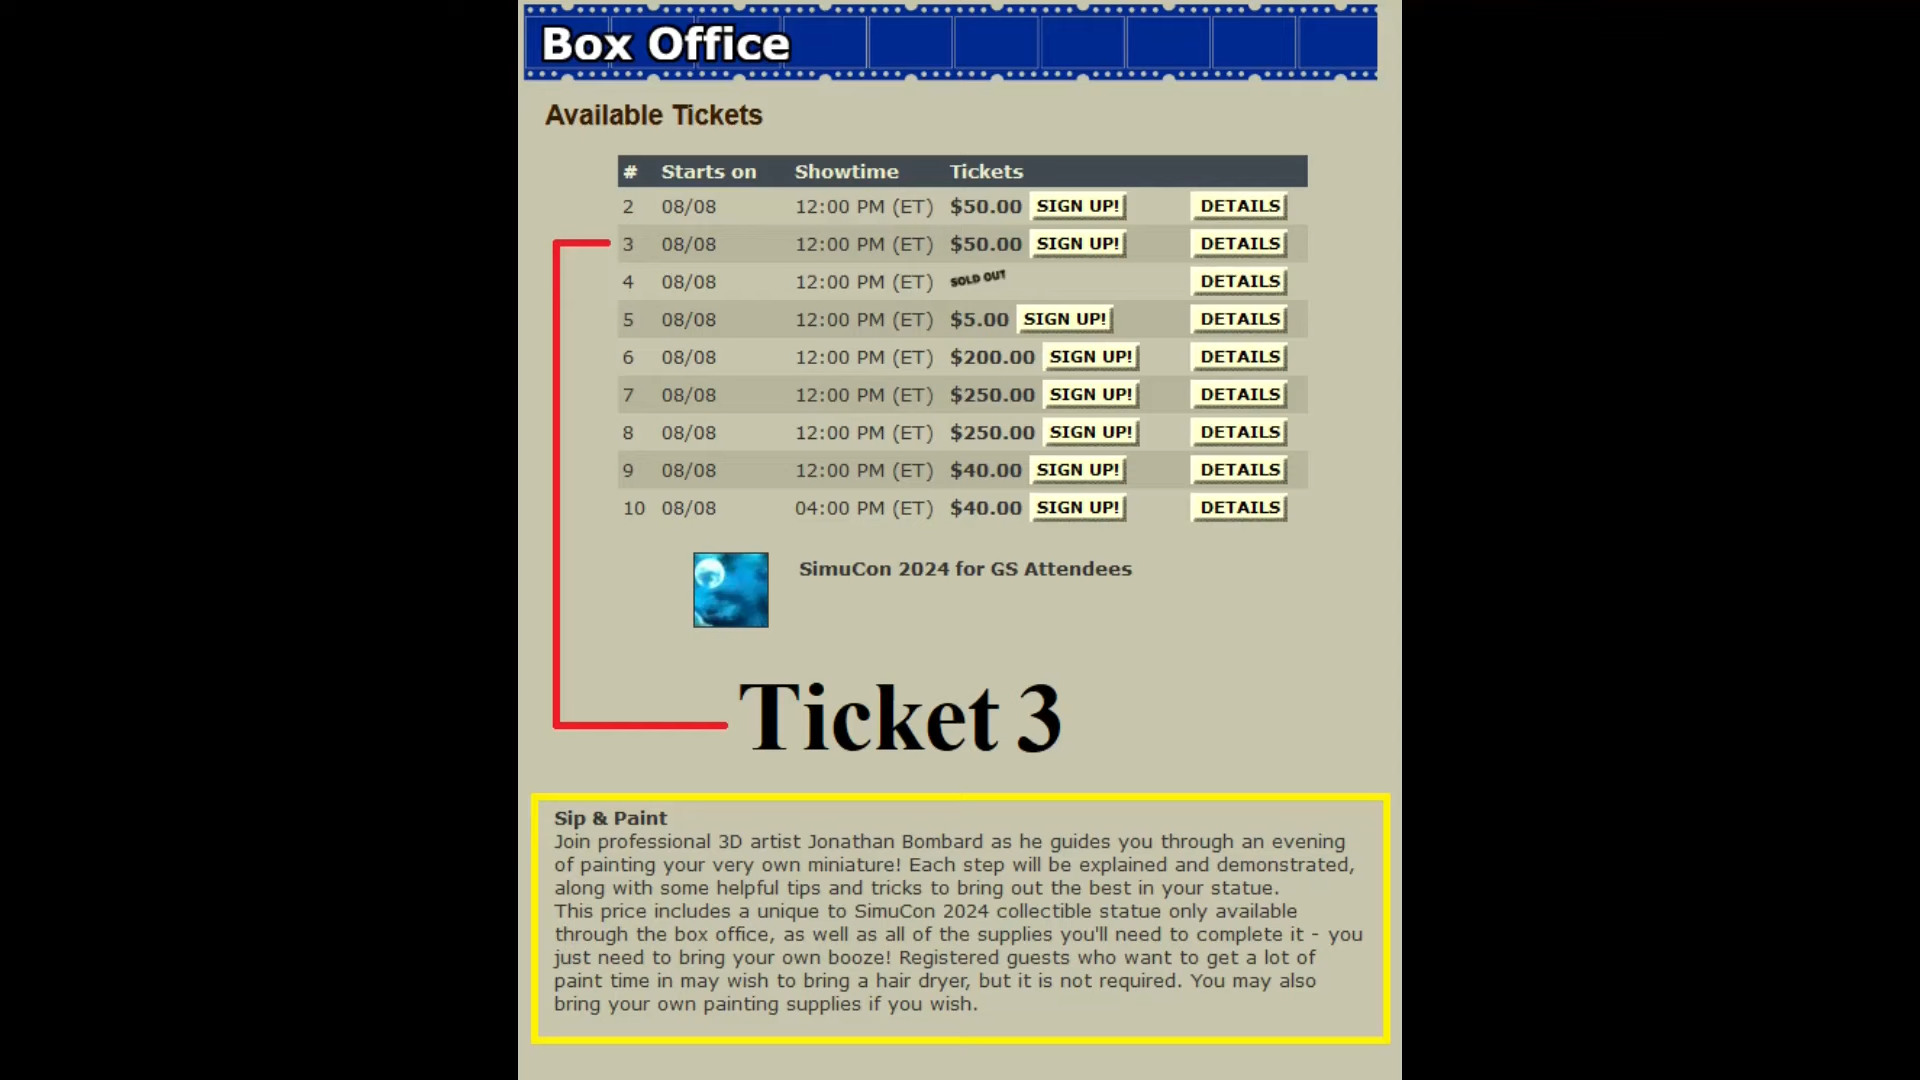 Box Office
Available Tickets
# Starts on Showtime Tickets
2 08/08 12:00 PM (ET) $50.00 SIGN UP! DETAILS
3 08/08 12:00 PM (ET) $50.00 SIGN UP! DETAILS
4 08/08 12:00 PM (ET) SOLD OUT DETAILS
5 08/08 12:00 PM (ET) $5.00 SIGN UP! DETAILS
6 08/08 12:00 PM (ET) $200.00 SIGN UP! DETAILS
7 08/08 12:00 PM (ET) $250.00 SIGN UP! DETAILS
8 08/08 12:00 PM (ET) $250.00 SIGN UP! DETAILS
9 08/08 12:00 PM (ET) $40.00 SIGN UP! DETAILS
10 08/08 04:00 PM (ET) $40.00 SIGN UP! DETAILS
SimuCon 2024 for GS Attendees
Ticket 3
Sip & Paint
Join professional 3D artist Jonathan Bombard as he guides you through an evening
of painting your very own miniature! Each step will be explained and demonstrated,
along with some helpful tips and tricks to bring out the best in your statue.
This price includes a unique to SimuCon 2024 collectible statue only available
through the box office, as well as all of the supplies you'll need to complete it - you
just need to bring your own booze! Registered guests who want to get a lot of
paint time in may wish to bring a hair dryer, but it is not required. You may also
bring your own painting supplies if you wish.